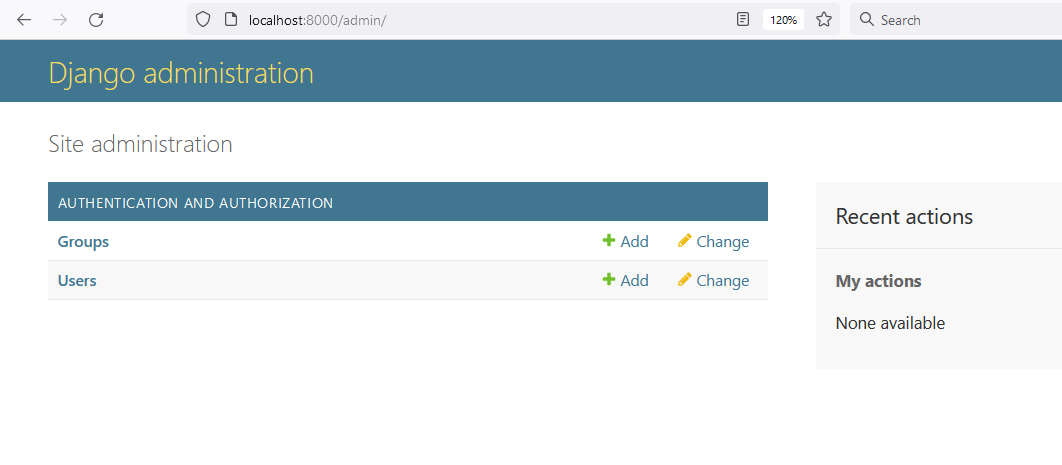 localhost:8000/admin/
120%
Search
Django administration
Site administration
AUTHENTICATION AND AUTHORIZATION
Groups Add Change
Users Add Change
Recent actions
My actions
None available